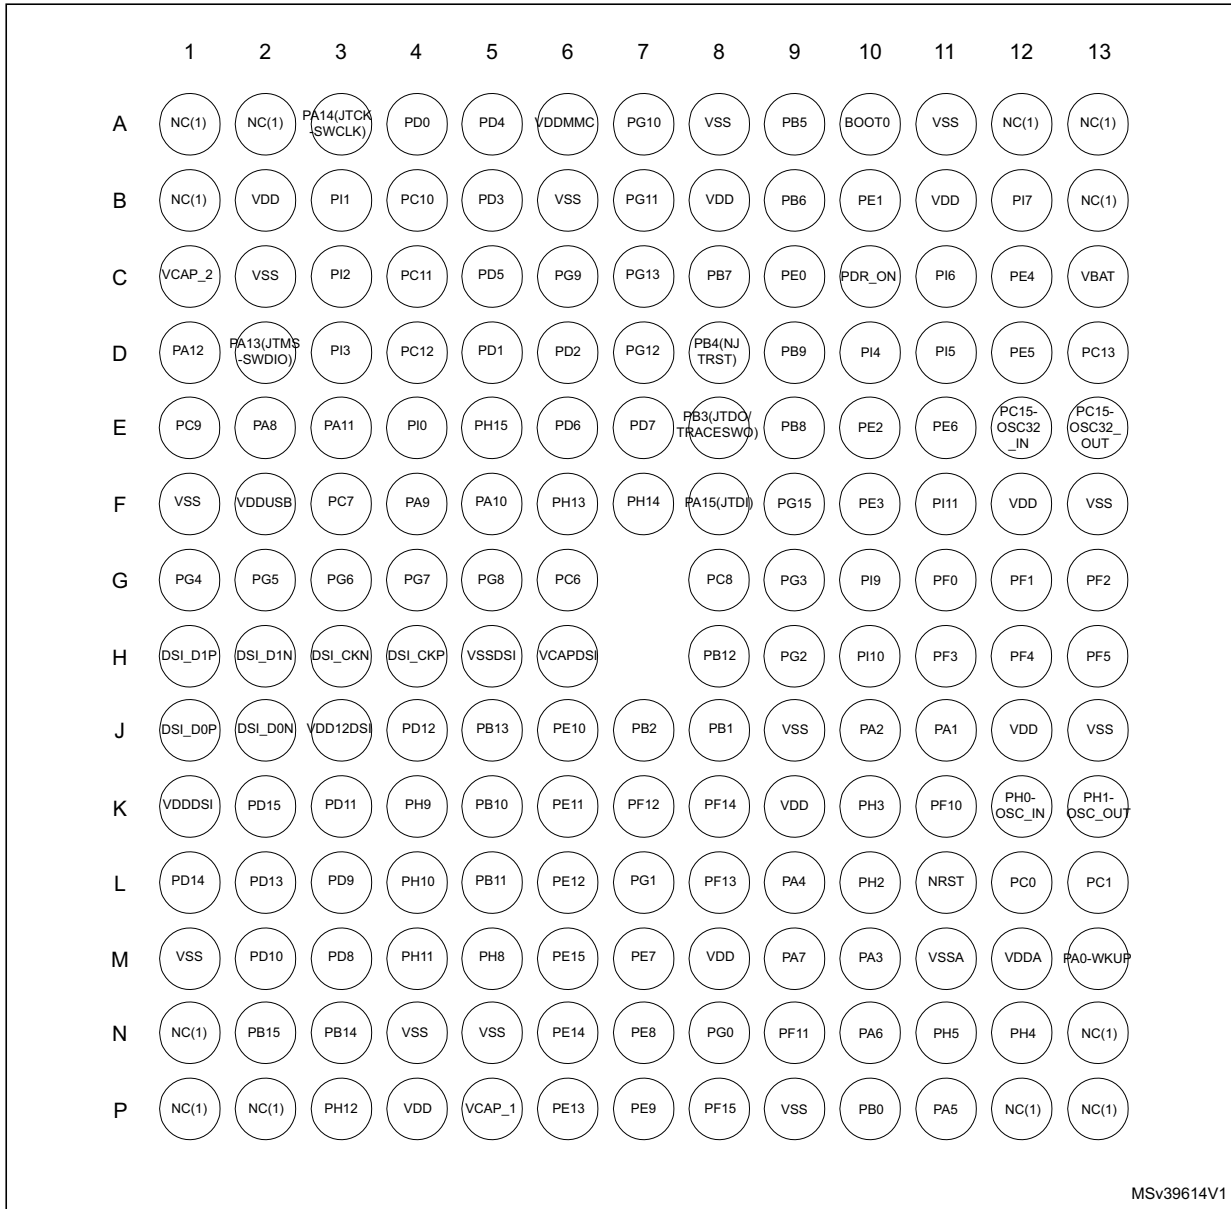 1 2 3 4 5 6 7 8 9 10 11 12 13
A NC(1) NC(1) PA14(JTCK-SWCLK) PD0 PD4 VDDMMC PG10 VSS PB5 BOOT0 VSS NC(1) NC(1)
B NC(1) VDD PI1 PC10 PD3 VSS PG11 VDD PB6 PE1 VDD PI7 NC(1)
C VCAP_2 VSS PI2 PC11 PD5 PG9 PG13 PB7 PE0 PDR_ON PI6 PE4 VBAT
D PA12 PA13(JTMS-SWDIO) PI3 PC12 PD1 PD2 PG12 PB4(NJTRST) PB9 PI4 PI5 PE5 PC13
E PC9 PA8 PA11 PI0 PH15 PD6 PD7 PB3(JTDO/TRACESWO) PB8 PE2 PE6 PC15-OSC32_IN PC15-OSC32_OUT
F VSS VDDUSB PC7 PA9 PA10 PH13 PH14 PA15(JTDI) PG15 PE3 PI11 VDD VSS
G PG4 PG5 PG6 PG7 PG8 PC6 PC8 PG3 PI9 PF0 PF1 PF2
H DSI_D1P DSI_D1N DSI_CKN DSI_CKP VSSDSI VCAPDSI PB12 PG2 PI10 PF3 PF4 PF5
J DSI_D0P DSI_D0N VDD12DSI PD12 PB13 PE10 PB2 PB1 VSS PA2 PA1 VDD VSS
K VDDDSI PD15 PD11 PH9 PB10 PE11 PF12 PF14 VDD PH3 PF10 PH0-OSC_IN PH1-OSC_OUT
L PD14 PD13 PD9 PH10 PB11 PE12 PG1 PF13 PA4 PH2 NRST PC0 PC1
M VSS PD10 PD8 PH11 PH8 PE15 PE7 VDD PA7 PA3 VSSA VDDA PA0-WKUP
N NC(1) PB15 PB14 VSS VSS PE14 PE8 PG0 PF11 PA6 PH5 PH4 NC(1)
P NC(1) NC(1) PH12 VDD VCAP_1 PE13 PE9 PF15 VSS PB0 PA5 NC(1) NC(1)
MSv39614V1